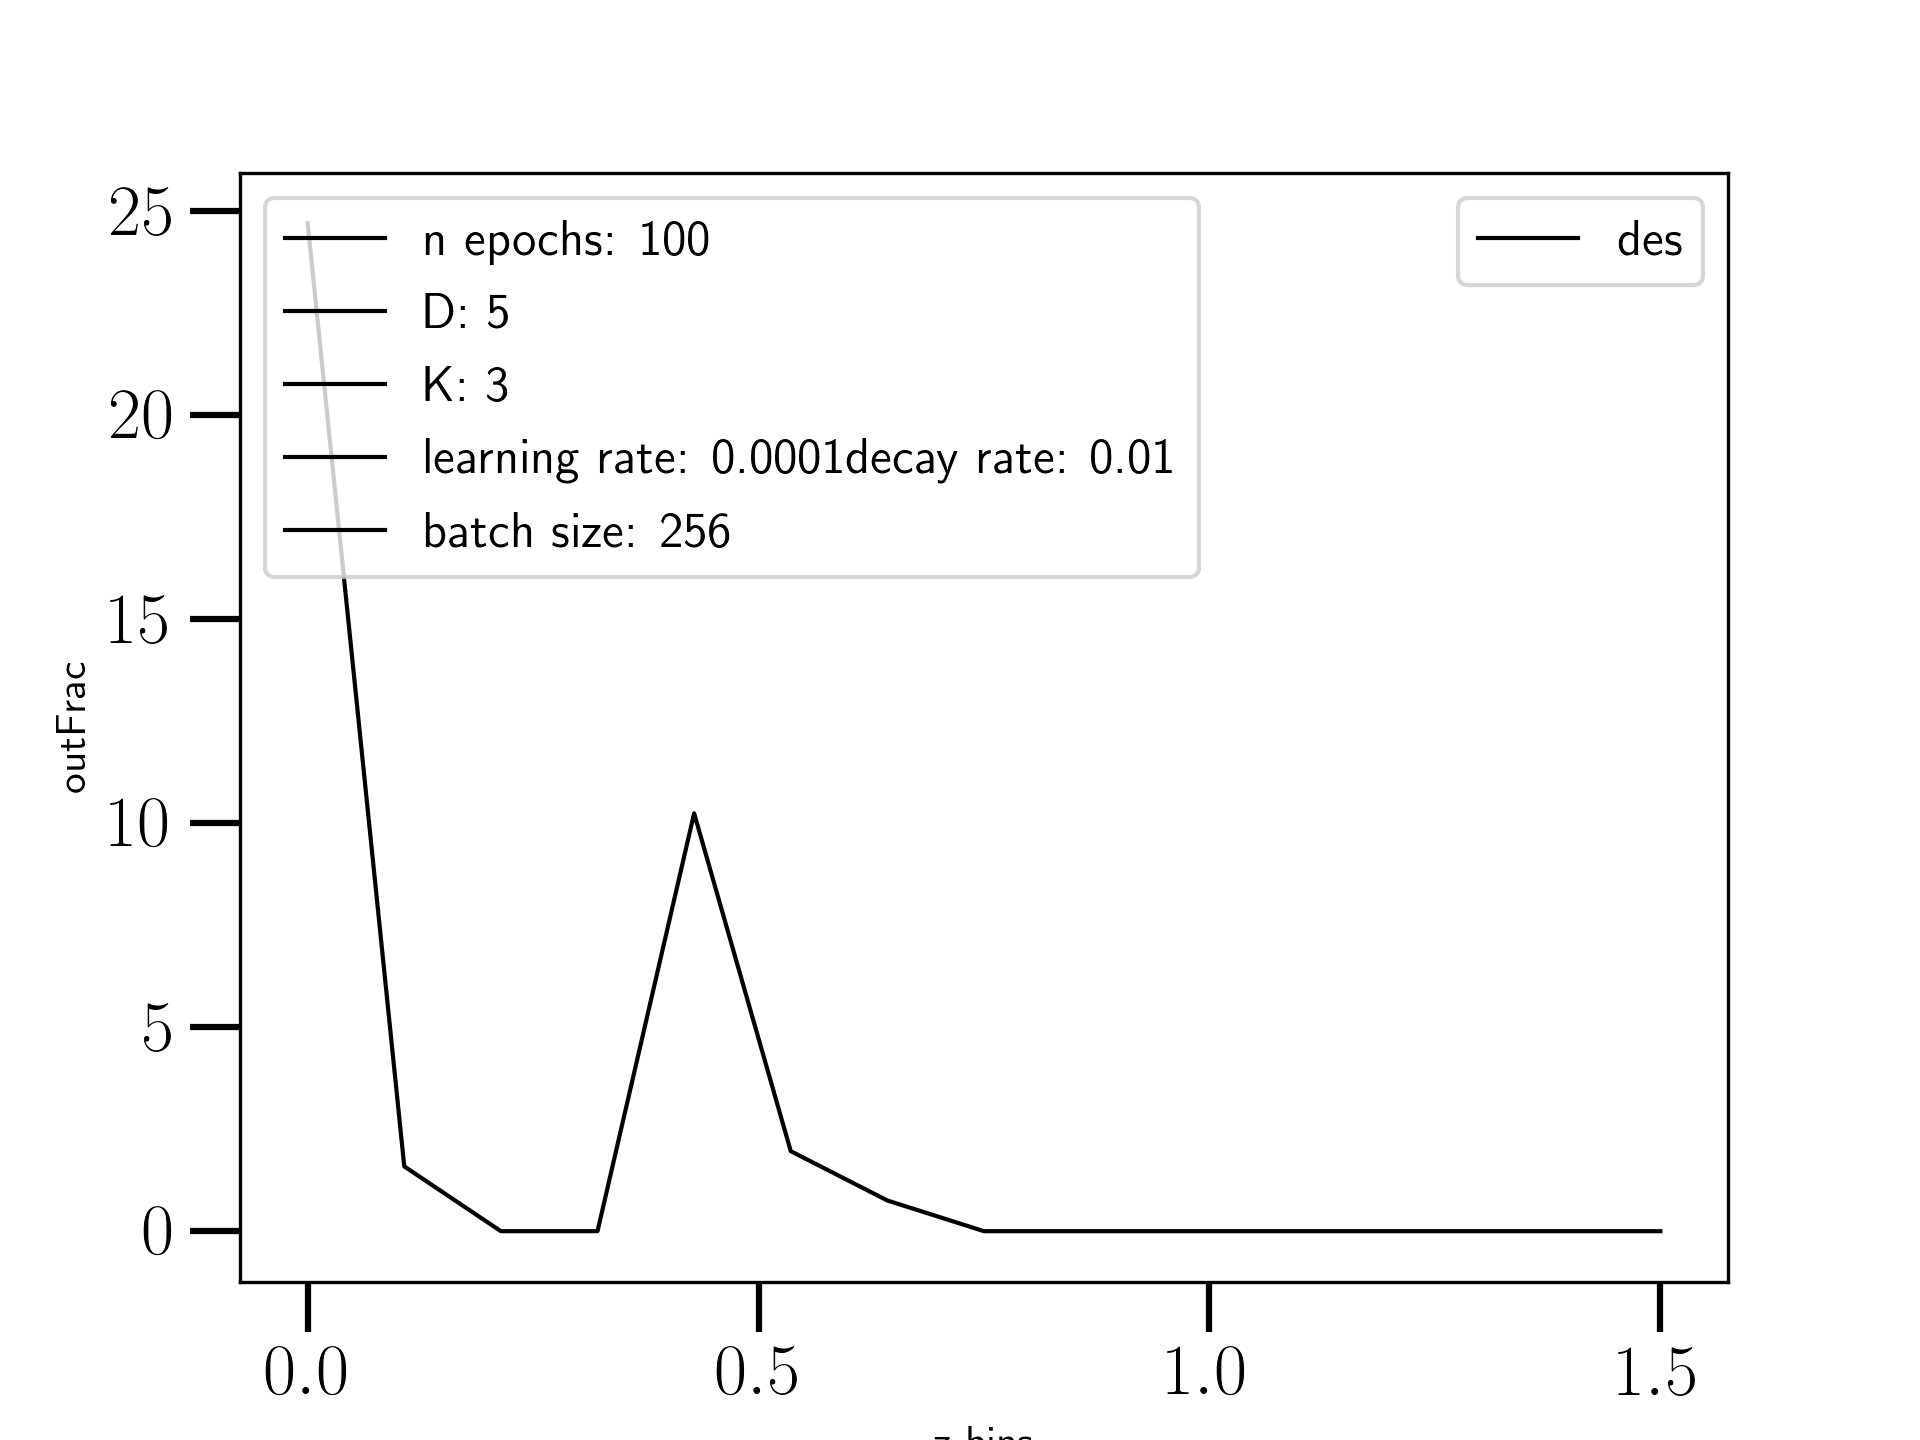 n epochs: 100
D: 5
K: 3
learning rate: 0.0001decay rate: 0.01
batch size: 256
des
25
20
15
10
5
0
outFrac
0.0 0.5 1.0 1.5
z bins